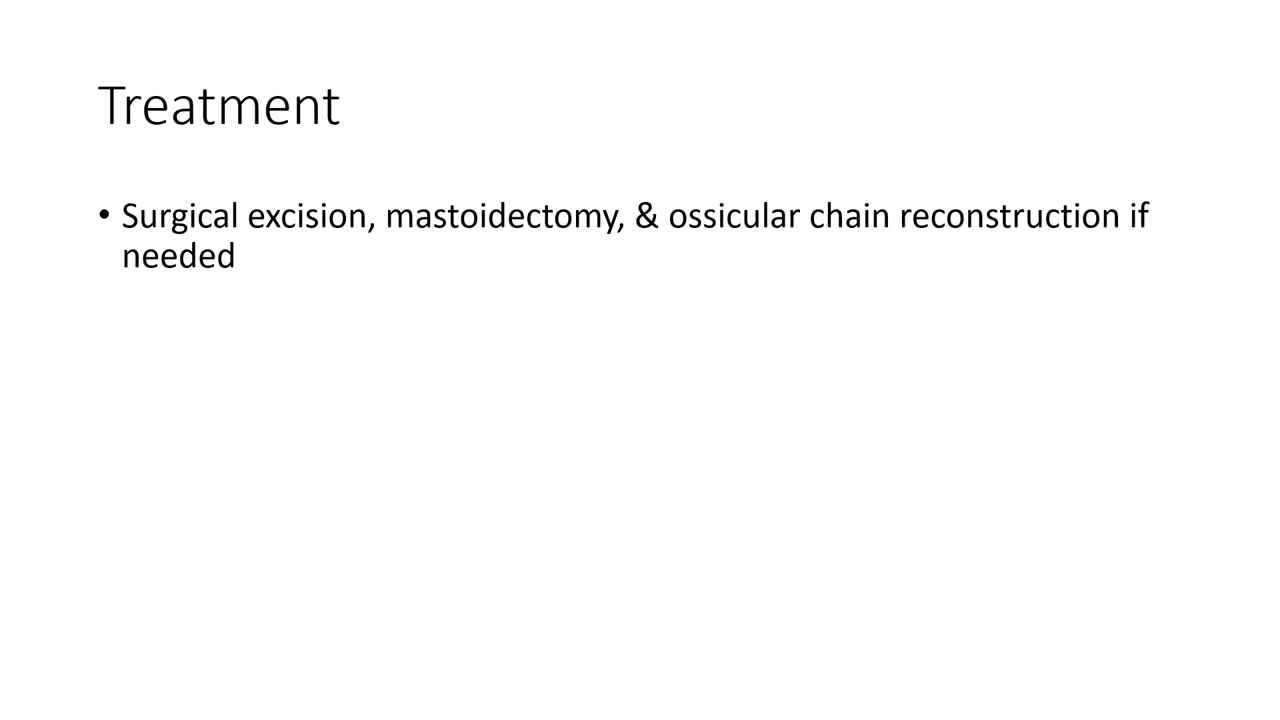 Treatment
• Surgical excision, mastoidectomy, & ossicular chain reconstruction if
needed